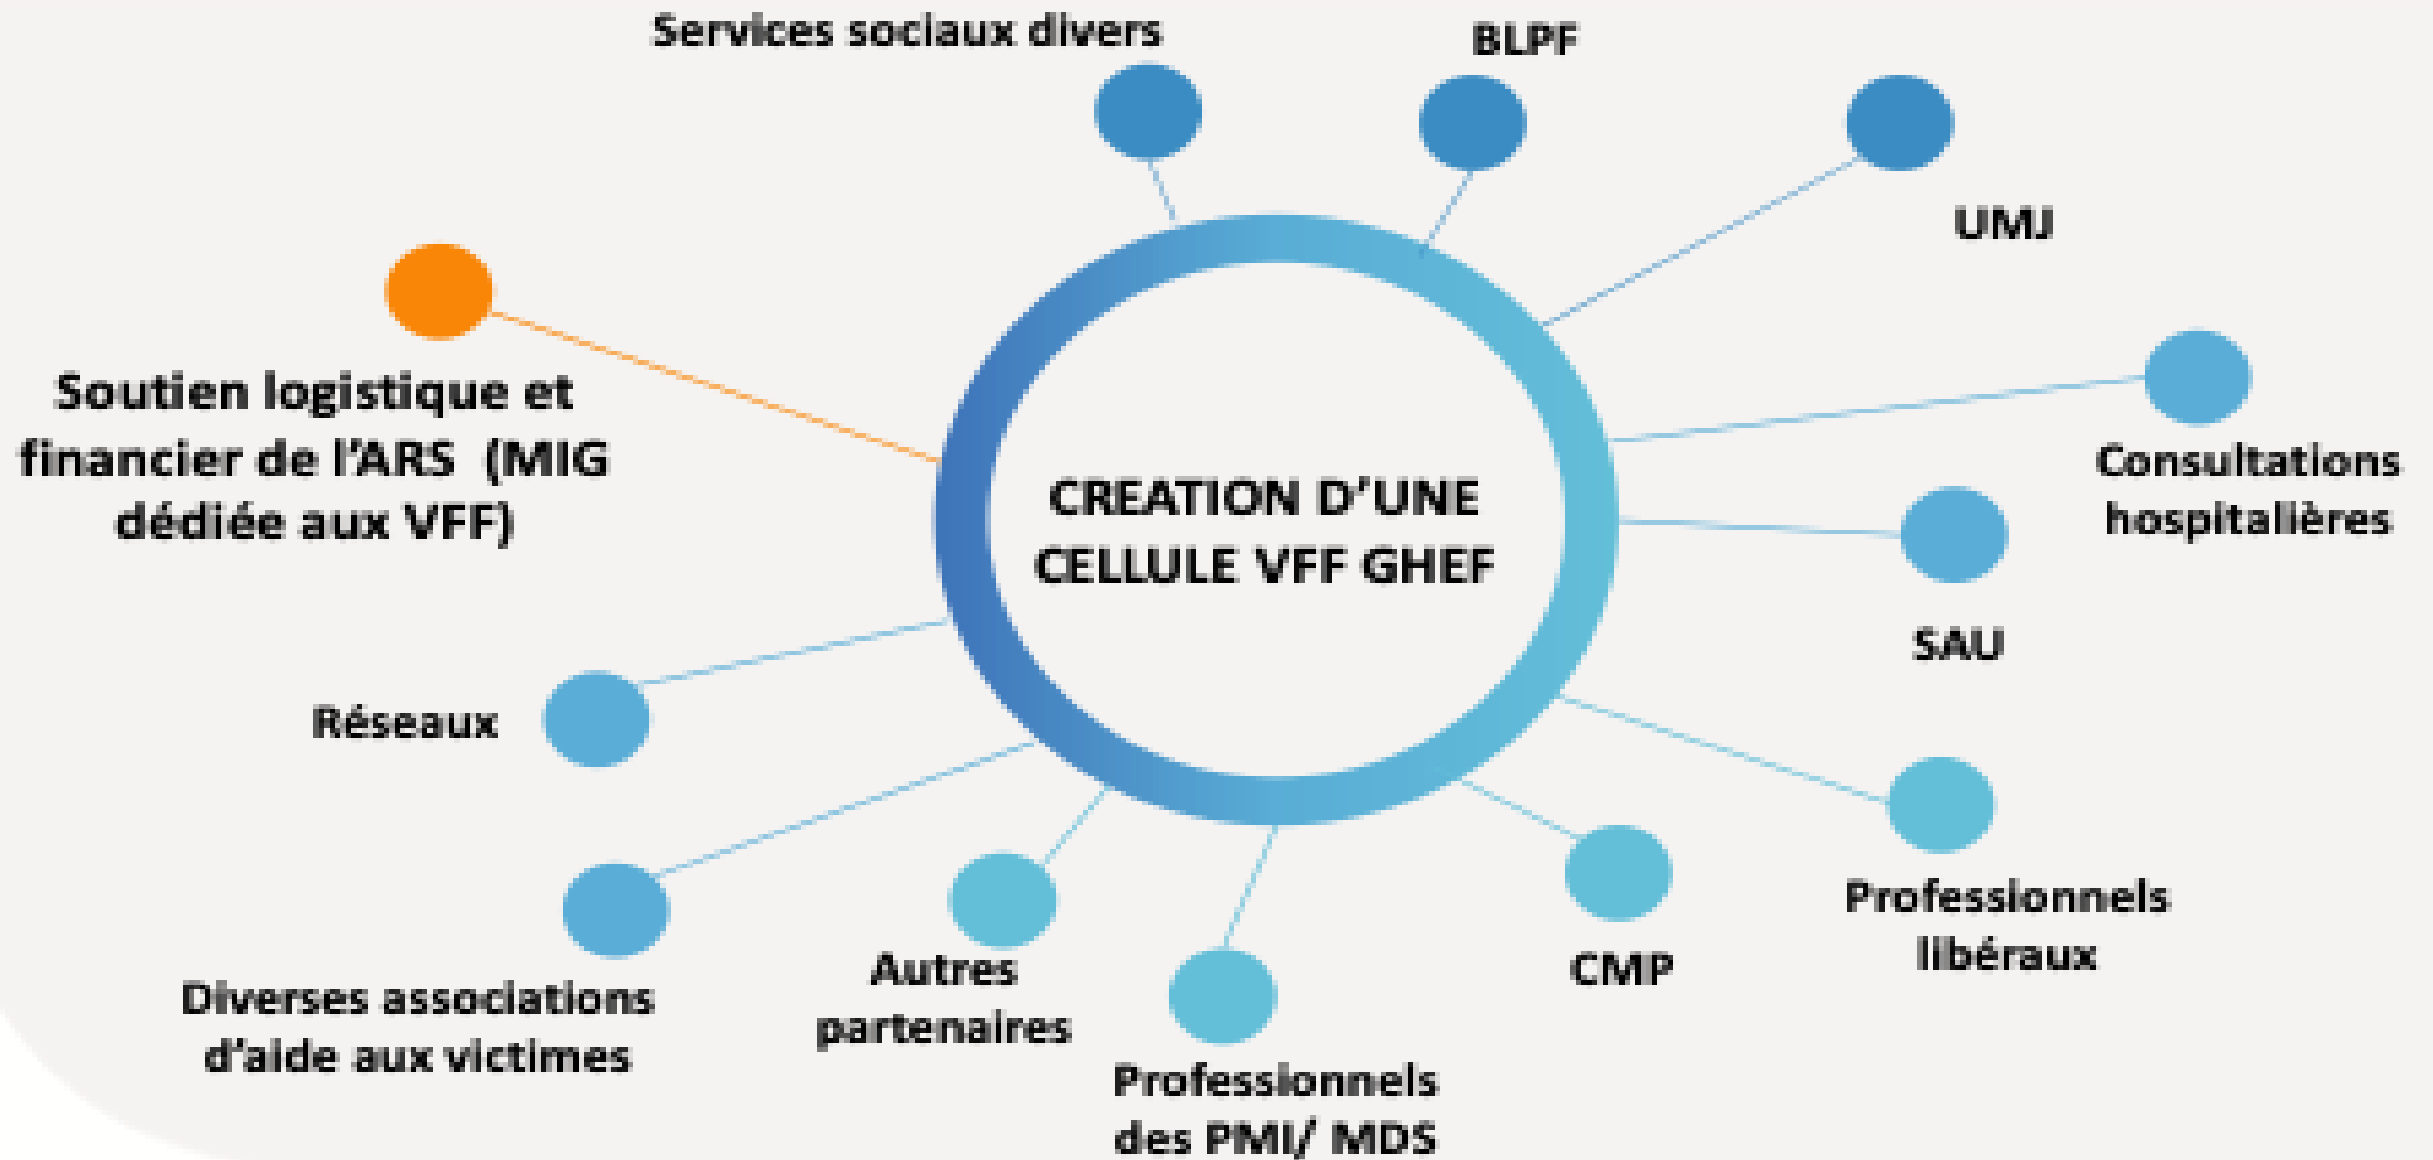 Services sociaux divers
BLPF
UMJ
Soutien logistique et
financier de l'ARS (MIG
dédiée aux VFF)
Consultations
hospitalières
CREATION D'UNE
CELLULE VFF GHEF
SAU
Réseaux
Professionnels
libéraux
CMP
Autres
partenaires
Diverses associations
d'aide aux victimes
Professionnels
des PMI/ MDS